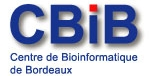 CBiB
Centre de Bioinformatique
de Bordeaux